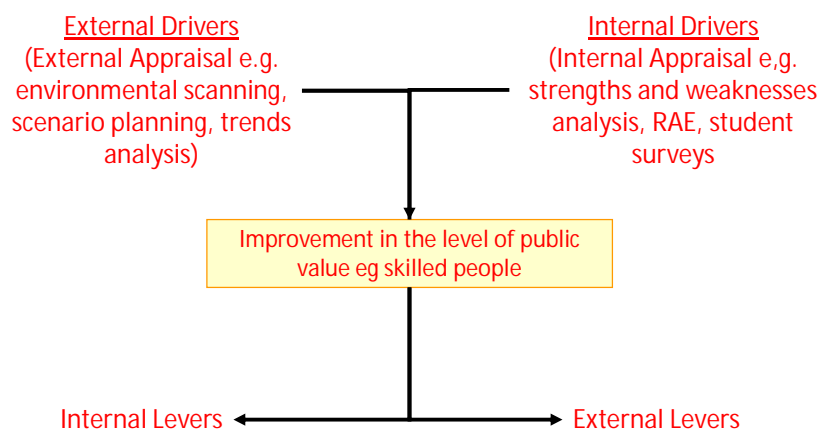 External Drivers
(External Appraisal e.g.
environmental scanning,
scenario planning, trends
analysis)
Internal Drivers
(Internal Appraisal e,g.
strengths and weaknesses
analysis, RAE, student
surveys
Improvement in the level of public
value eg skilled people
Internal Levers
External Levers